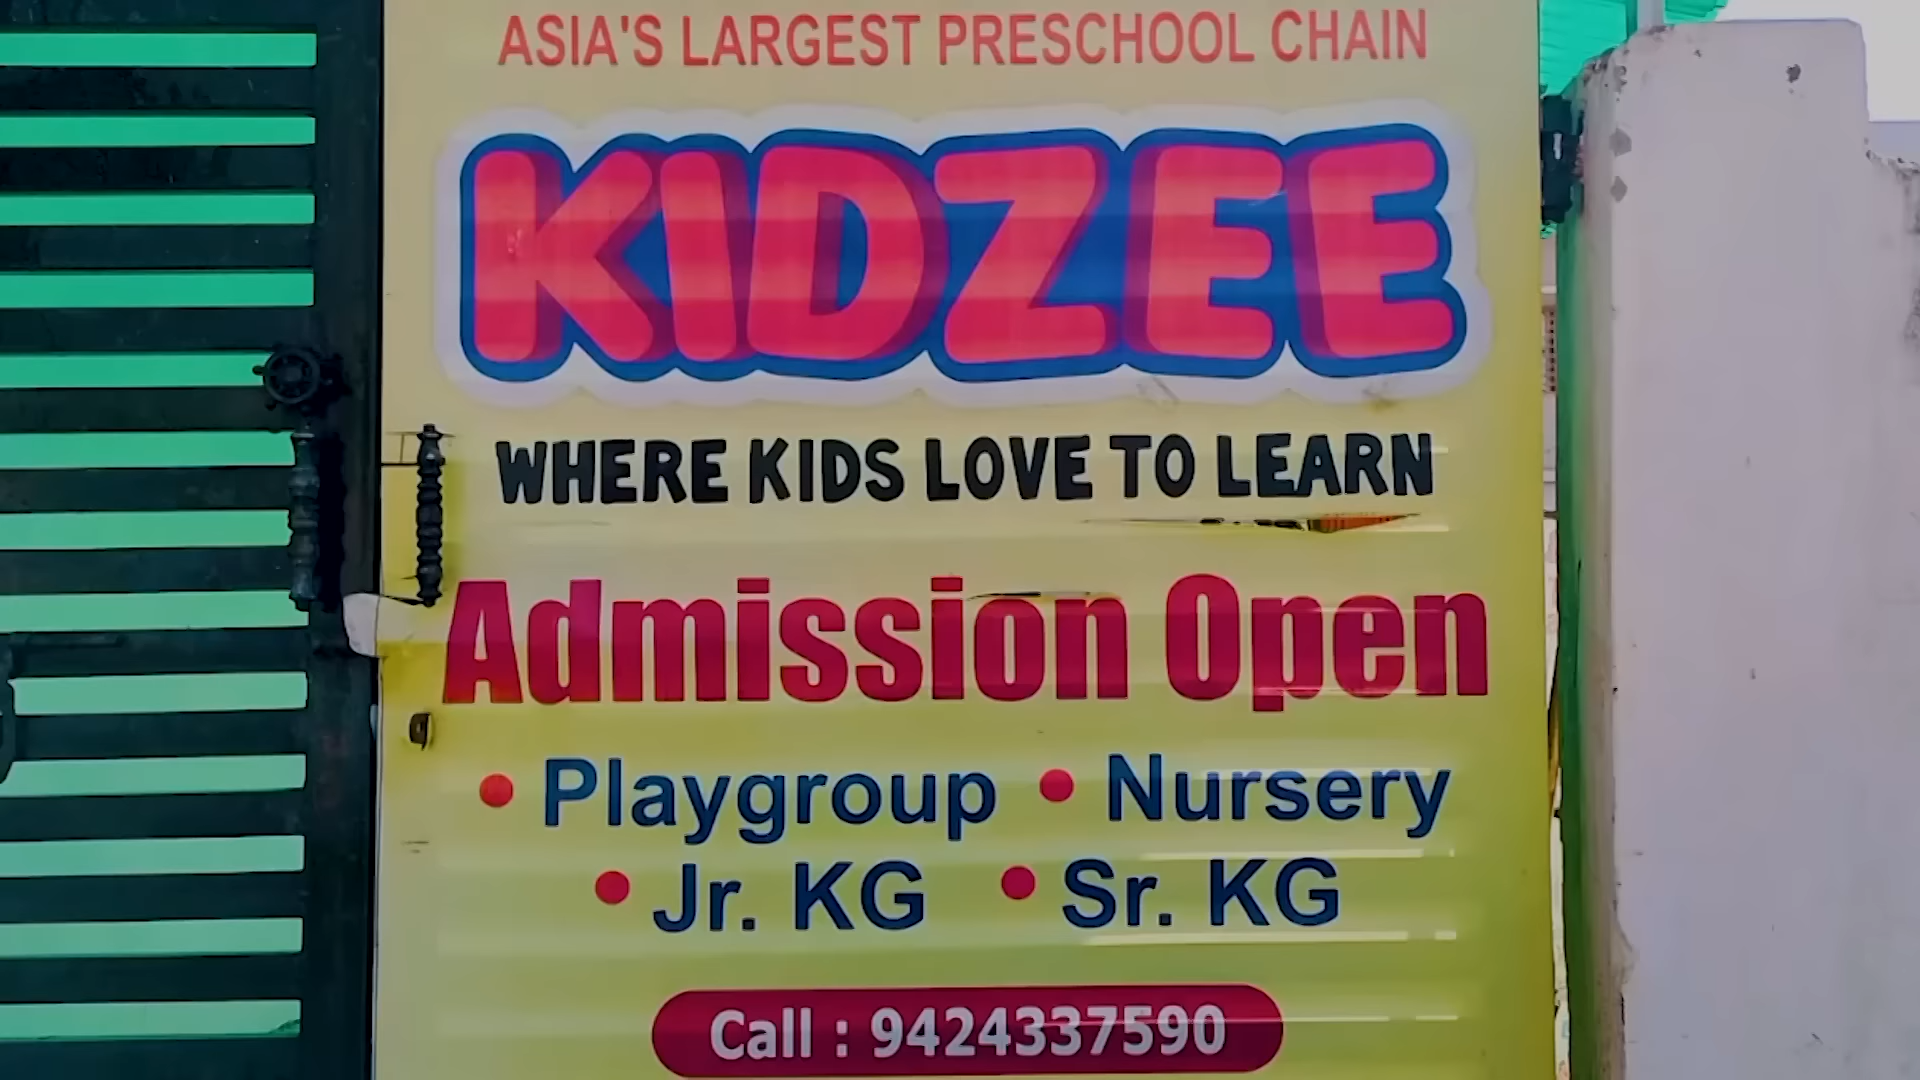 ASIA'S LARGEST PRESCHOOL CHAIN
KIDZEE
WHERE KIDS LOVE TO LEARN
Admission Open
• Playgroup • Nursery
• Jr. KG • Sr. KG
Call : 9424337590